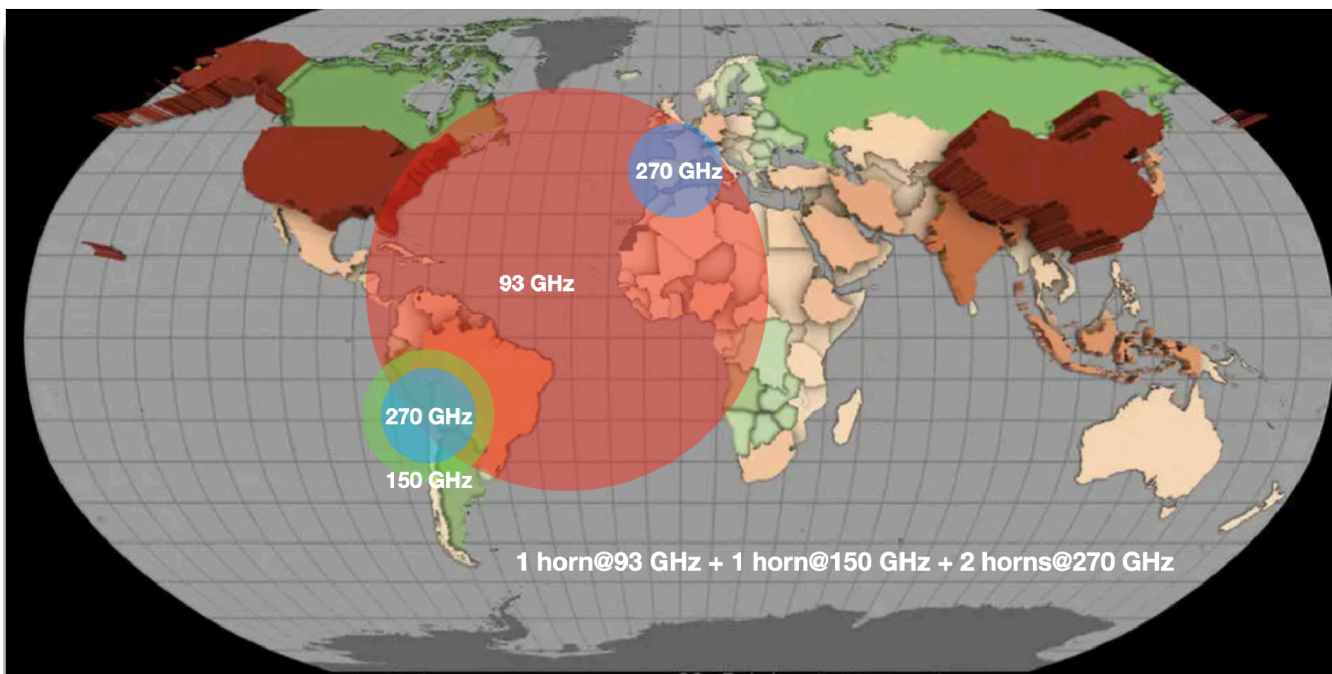 270 GHz
93 GHz
270 GHz
150 GHz
1 horn@93 GHz + 1 horn@150 GHz + 2 horns@270 GHz